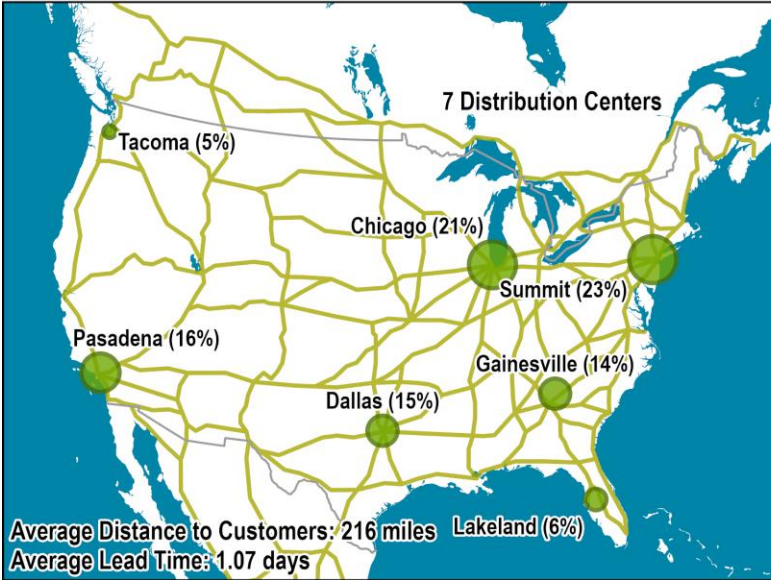 7 Distribution Centers
Tacoma (5%)
Chicago (21%)
Summit (23%)
Pasadena (16%)
Gainesville (14%)
Dallas (15%)
Average Distance to Customers: 216 miles
Lakeland (6%)
Average Lead Time: 1.07 days